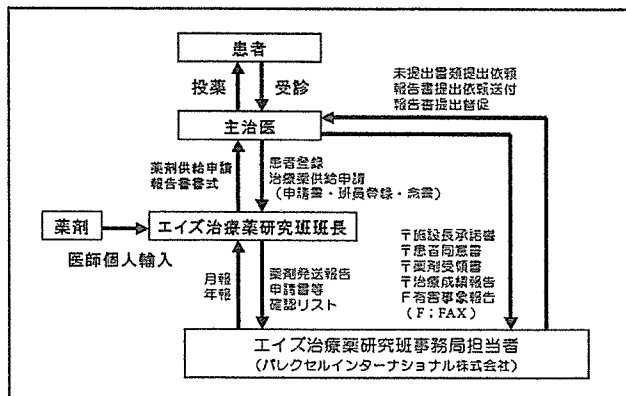 患者
投薬
受診
未提出書類提出依頼
報告書提出依頼送付
報告書提出督促
主治医
薬剤供給申請
報告書書式
患者登録
治療薬供給申請
(申請書・班員登録・念書)
薬剤
エイズ治療薬研究班班長
医師個人輸入
〒施設長承諾書
〒患者同意書
〒薬剤受領書
〒治療成績報告
F有害事象報告
(F:FAX)
月報
年報
薬剤発送報告
申請書等
確認リスト
エイズ治療薬研究班事務局担当者
(パレクセルインターナショナル株式会社)